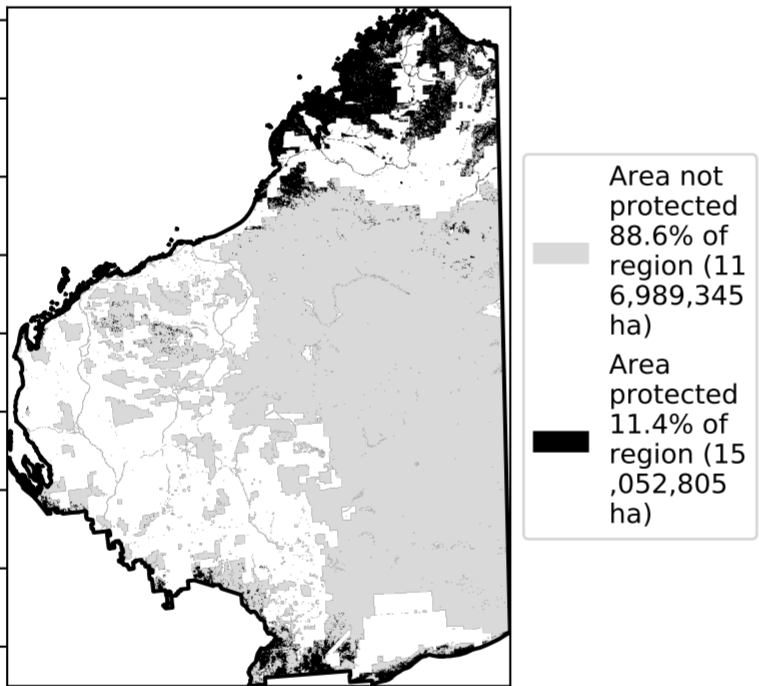 Area not
protected
88.6% of
region (11
6,989,345
ha)
Area
protected
11.4% of
region (15
,052,805
ha)